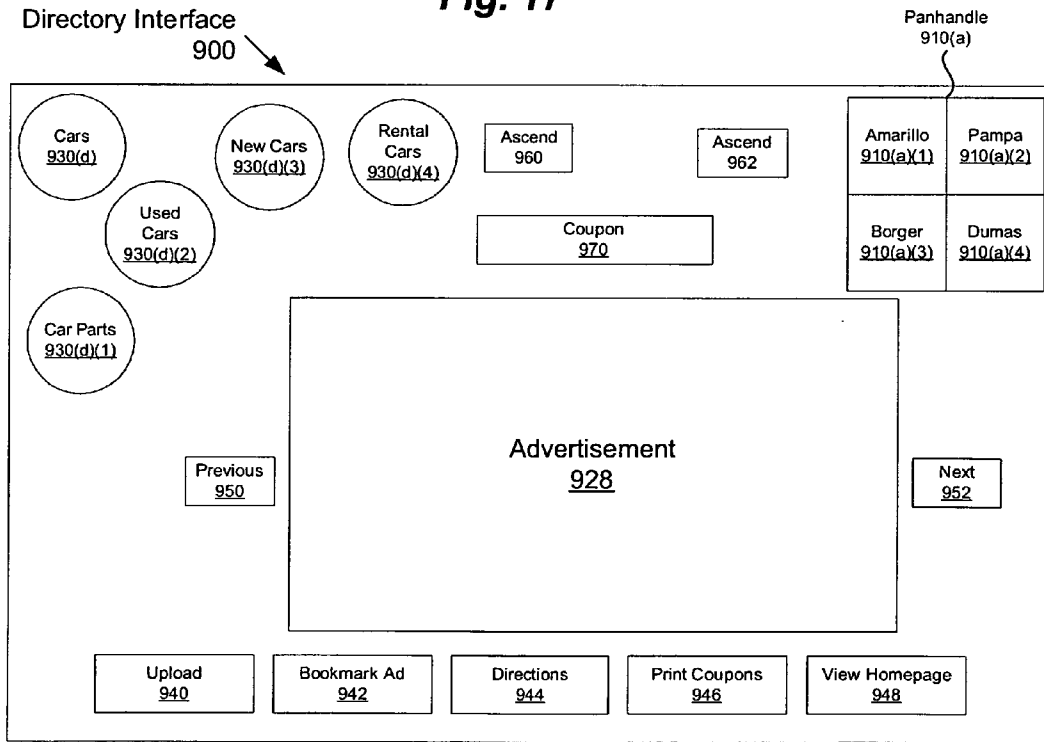 Fig. 17
Directory Interface
900
Panhandle
910(a)
Cars
930(d)
New Cars
930(d)(3)
Rental
Cars
930(d)(4)
Ascend
960
Ascend
962
Amarillo
910(a)(1)
Pampa
910(a)(2)
Used
Cars
930(d)(2)
Coupon
970
Borger
910(a)(3)
Dumas
910(a)(4)
Car Parts
930(d)(1)
Advertisement
928
Previous
950
Next
952
Upload
940
Bookmark Ad
942
Directions
944
Print Coupons
946
View Homepage
948